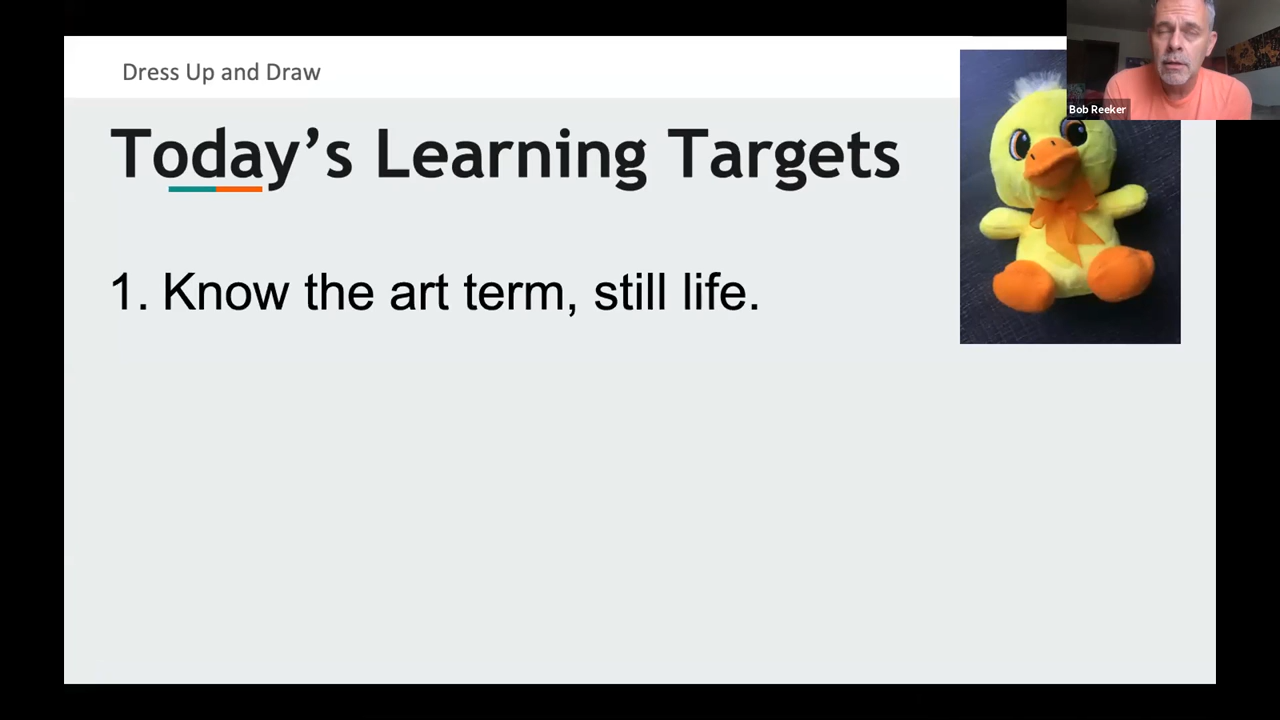 Dress Up and Draw
Bob Reeker
Today’s Learning Targets
1. Know the art term, still life.